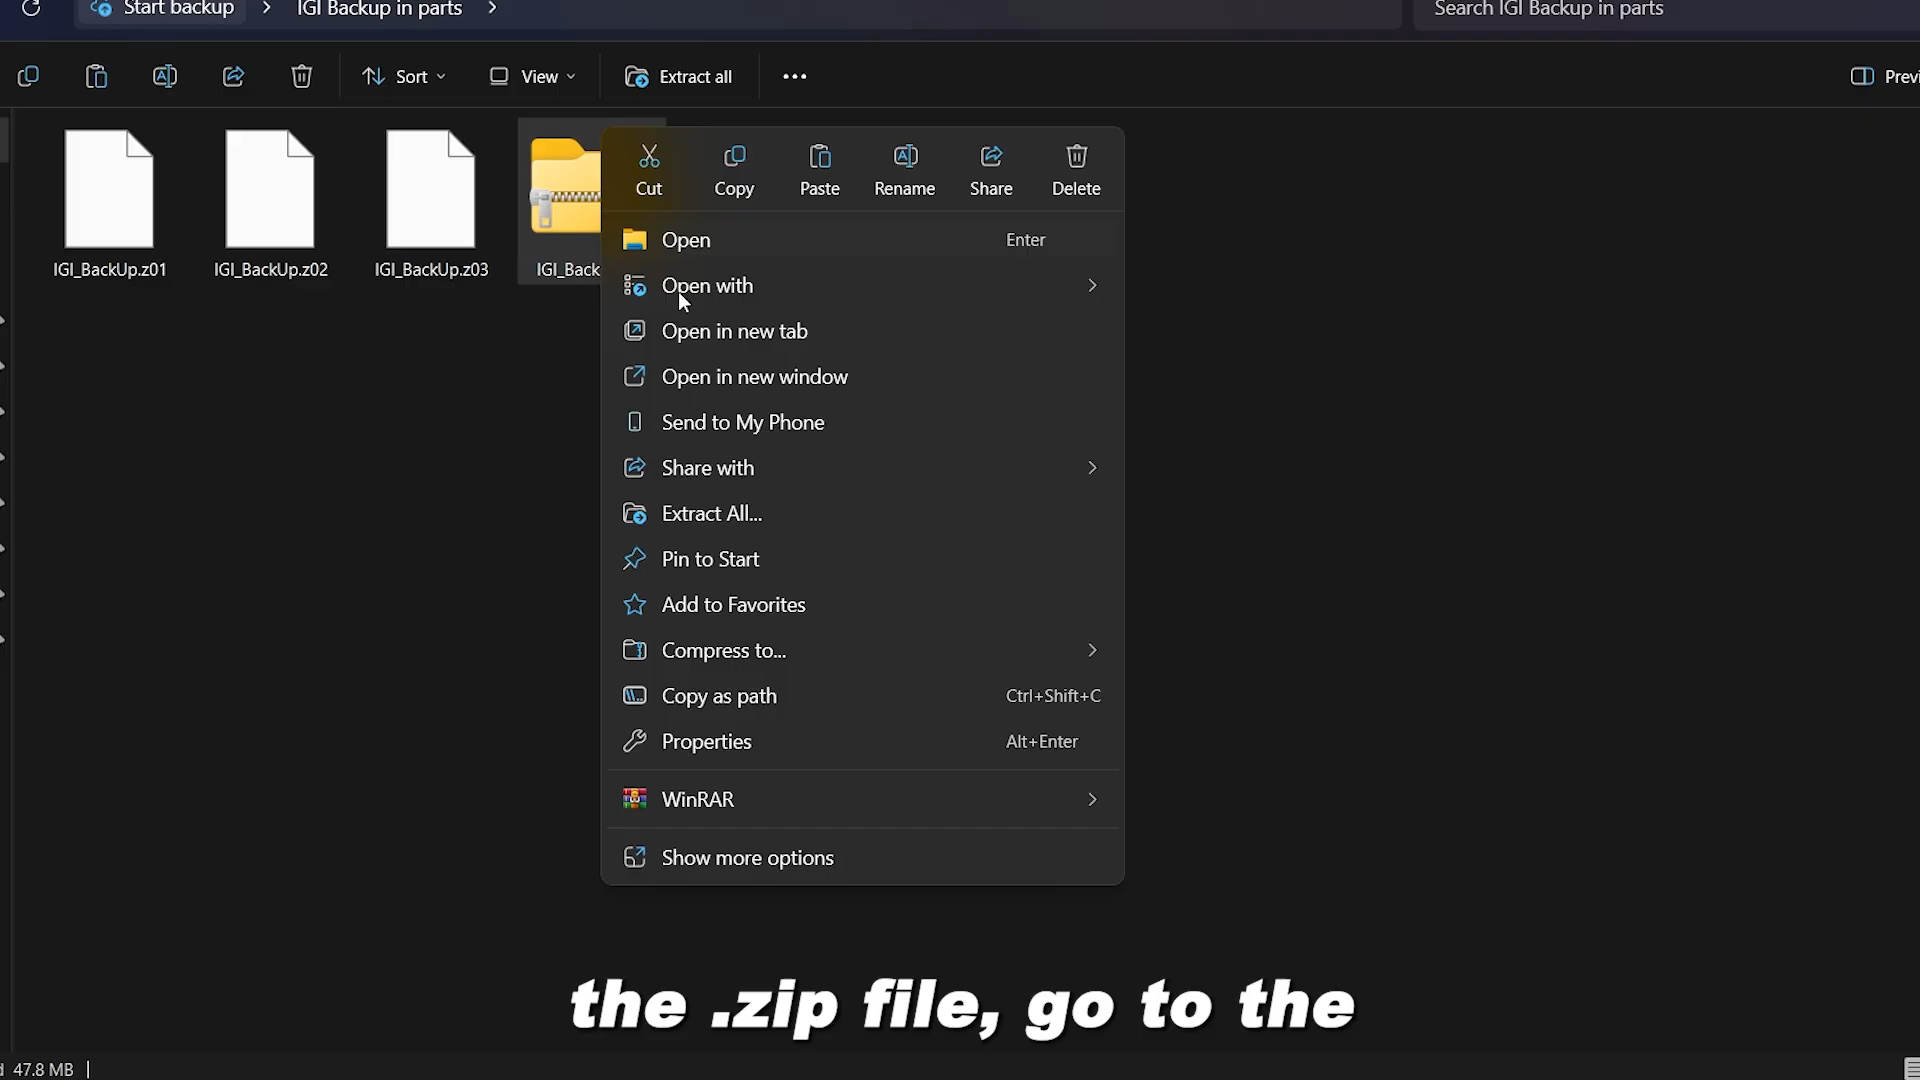 Start backup
IGI Backup in parts
Search IGI Backup in parts
Sort
View
Extract all
IGI_BackUp.z01
IGI_BackUp.z02
IGI_BackUp.z03
IGI_Back
Cut
Copy
Paste
Rename
Share
Delete
Open Enter
Open with
Open in new tab
Open in new window
Send to My Phone
Share with
Extract All...
Pin to Start
Add to Favorites
Compress to...
Copy as path Ctrl+Shift+C
Properties Alt+Enter
WinRAR
Show more options
the .zip file, go to the
47.8 MB